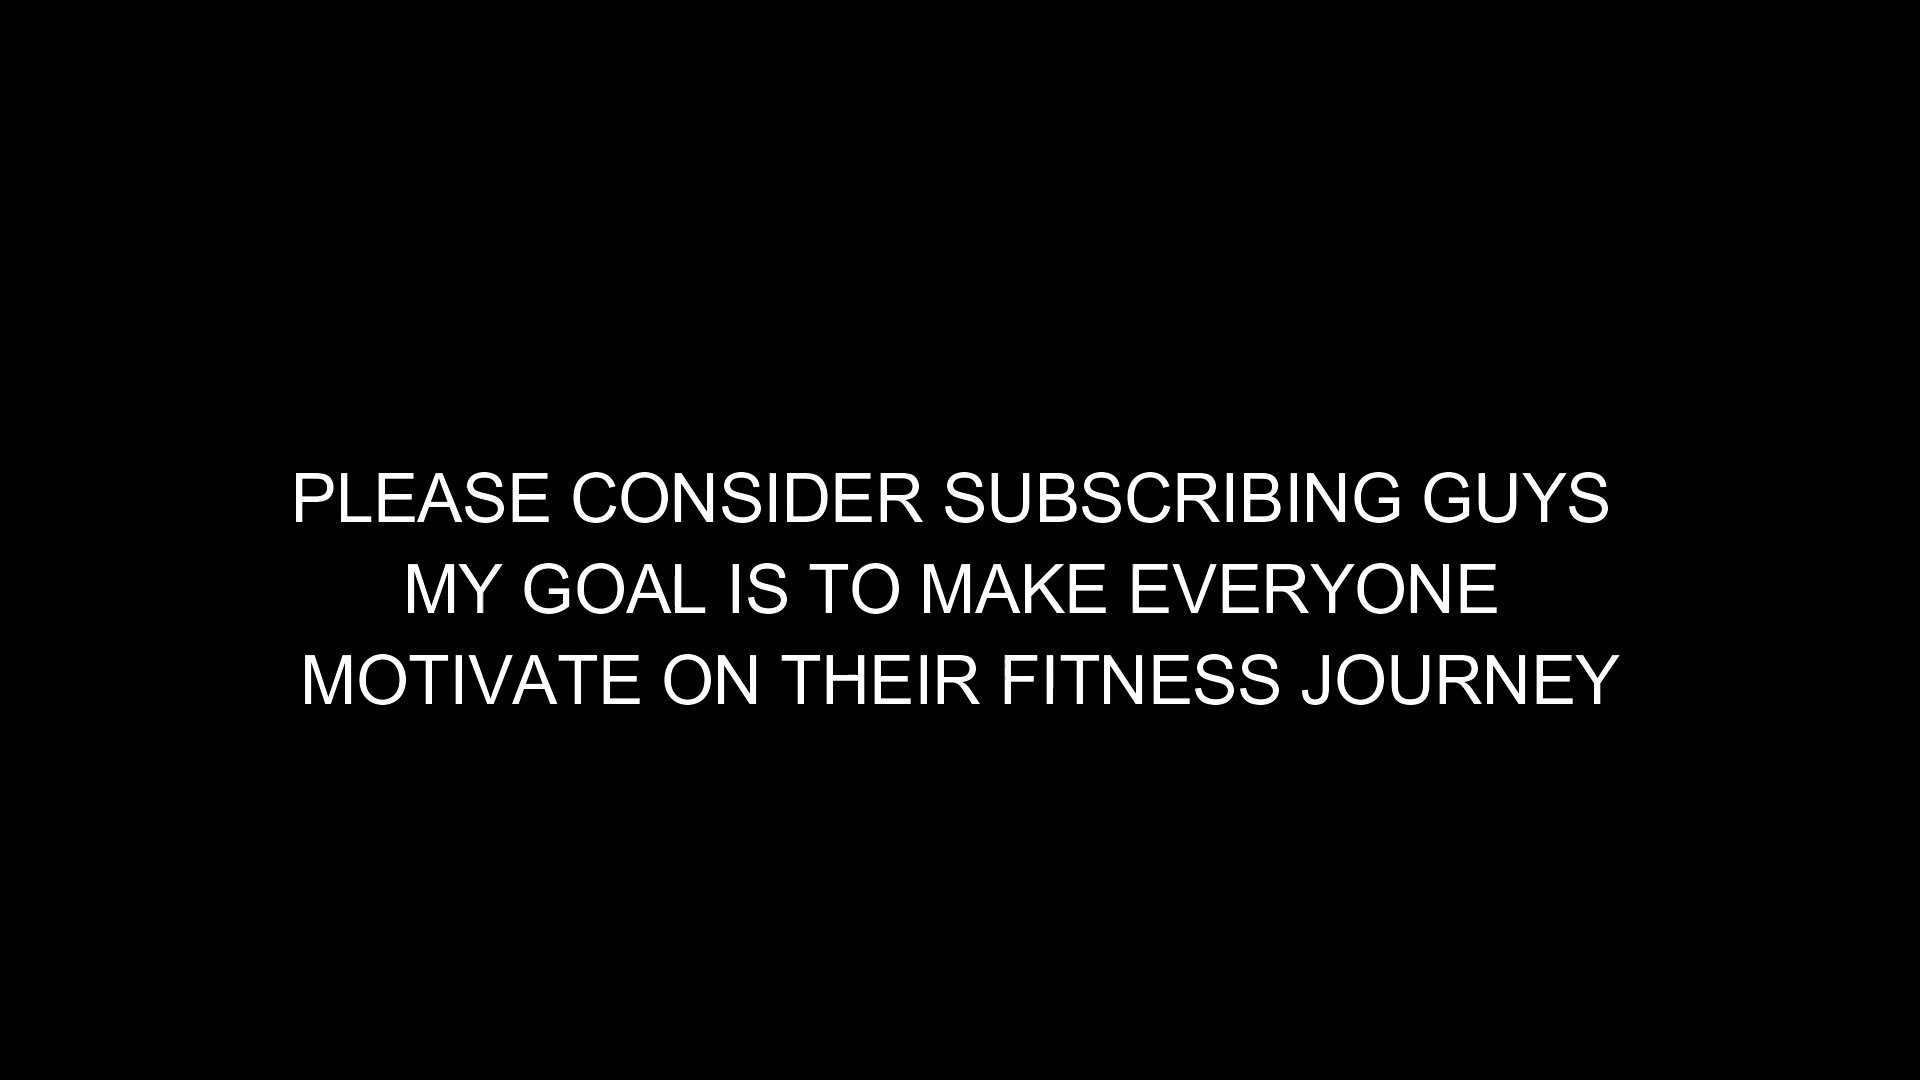 PLEASE CONSIDER SUBSCRIBING GUYS
MY GOAL IS TO MAKE EVERYONE
MOTIVATE ON THEIR FITNESS JOURNEY